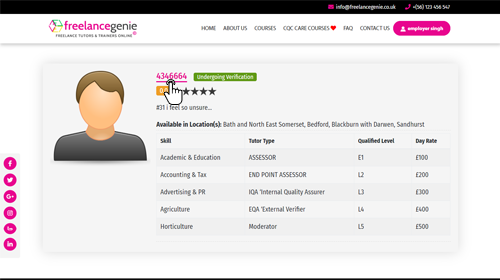 info@freelancegenie.co.uk +(56) 123 456 547
freelancegenie
FREELANCE TUTORS & TRAINERS ONLINE
HOME ABOUT US COURSES CQC CARE COURSES FAQ CONTACT US employer singh
4346664 Undergoing Verification
#31 i feel so unsure...
Available in Location(s): Bath and North East Somerset, Bedford, Blackburn with Darwen, Sandhurst
Skill Tutor Type Qualified Level Day Rate
Academic & Education ASSESSOR E1 £100
Accounting & Tax END POINT ASSESSOR L2 £200
Advertising & PR IQA 'Internal Quality Assurer L3 £300
Agriculture EQA 'External Verifier L4 £400
Horticulture Moderator L5 £500